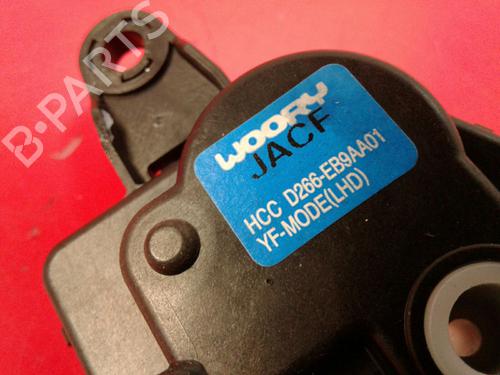 B-PARTS
WOORY
JACF
HCC D266-EB9AA01
YF-MODE(LHD)